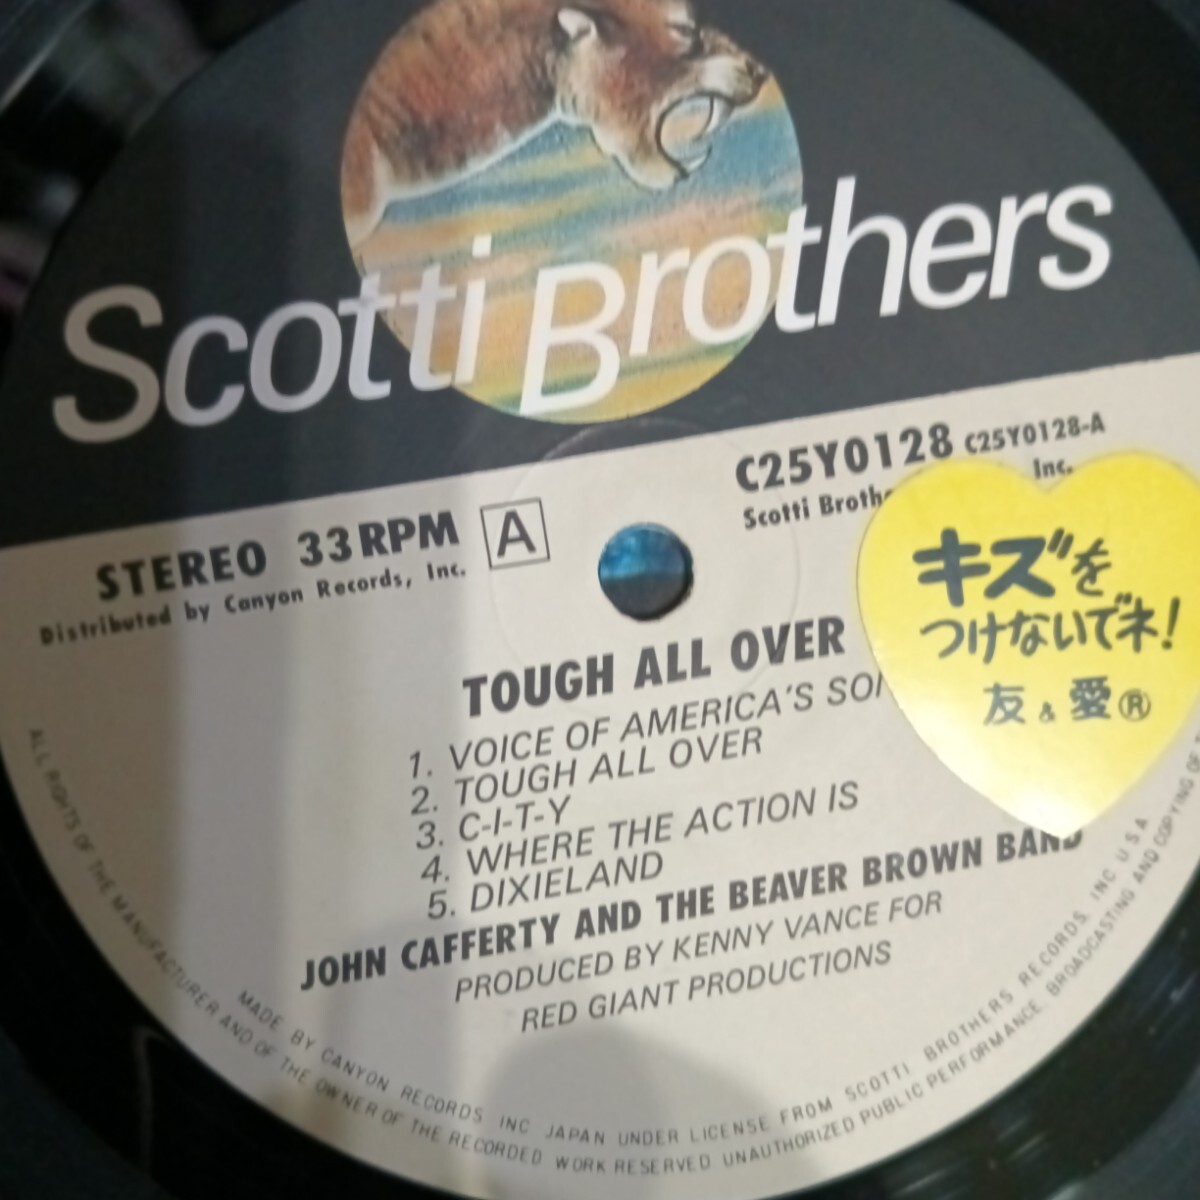 Scotti Brothers
C25Y0128 C25Y0128-A
Inc.
Scotti
STEREO 33RPM A
Distributed by Canyon Records, Inc.
キズを
つけないでネ!
友&愛®
TOUGH ALL OVER
1. VOICE OF AMERICA'S
2. TOUGH ALL OVER
3. C-I-T-Y
4. WHERE THE ACTION IS
5. DIXIELAND
JOHN CAFFERTY AND THE BEAVER BROWN BAND
PRODUCED BY KENNY VANCE FOR
RED GIANT PRODUCTIONS
MADE BY CANYON RECORDS INC JAPAN UNDER LICENSE FROM SCOTTI BROTHERS RECORDS, INC U S A
ALL RIGHTS OF THE MANUFACTURER AND OF THE OWNER OF THE RECORDED WORK RESERVED UNAUTHORIZED PUBLIC PERFORMANCE BROADCASTING AND COPYING OF